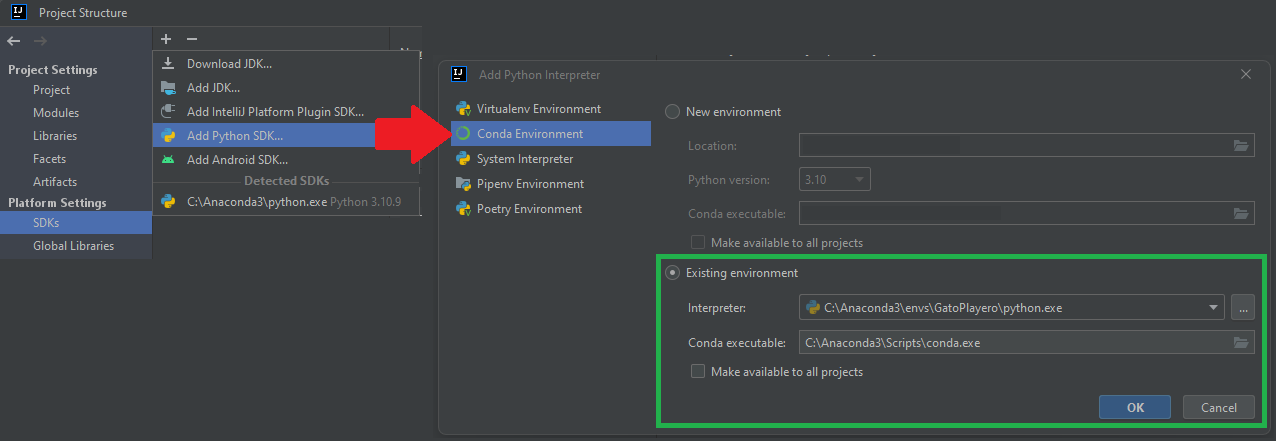 Project Structure
Project Settings
Project
Modules
Libraries
Facets
Artifacts
Platform Settings
SDKs
Global Libraries
Download JDK...
Add JDK...
Add IntelliJ Platform Plugin SDK...
Add Python SDK...
Add Android SDK...
Detected SDKs
C:\Anaconda3\python.exe Python 3.10.9
Add Python Interpreter
Virtualenv Environment
Conda Environment
System Interpreter
Pipenv Environment
Poetry Environment
New environment
Location:
Python version: 3.10
Conda executable:
Make available to all projects
Existing environment
Interpreter: C:\Anaconda3\envs\GatoPlayero\python.exe ...
Conda executable: C:\Anaconda3\Scripts\conda.exe
Make available to all projects
OK Cancel